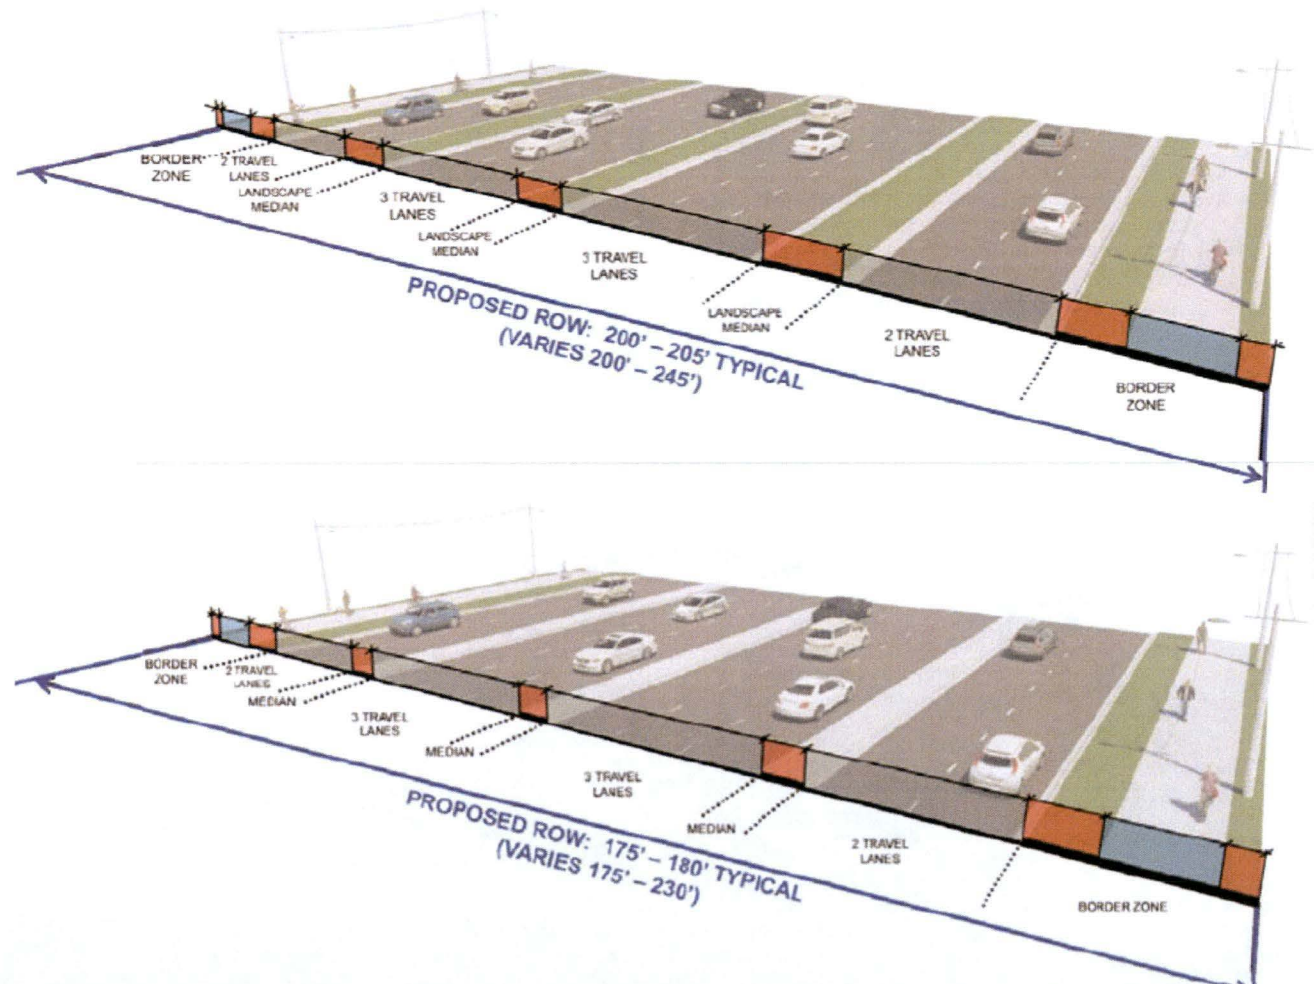 BORDER
ZONE
2 TRAVEL
LANES
LANDSCAPE
MEDIAN
3 TRAVEL
LANES
LANDSCAPE
MEDIAN
3 TRAVEL
LANES
LANDSCAPE
MEDIAN
2 TRAVEL
LANES
BORDER
ZONE
PROPOSED ROW: 200' – 205' TYPICAL
(VARIES 200' – 245')
BORDER
ZONE
2 TRAVEL
LANES
MEDIAN
3 TRAVEL
LANES
MEDIAN
3 TRAVEL
LANES
MEDIAN
2 TRAVEL
LANES
BORDER ZONE
PROPOSED ROW: 175' – 180' TYPICAL
(VARIES 175' – 230')